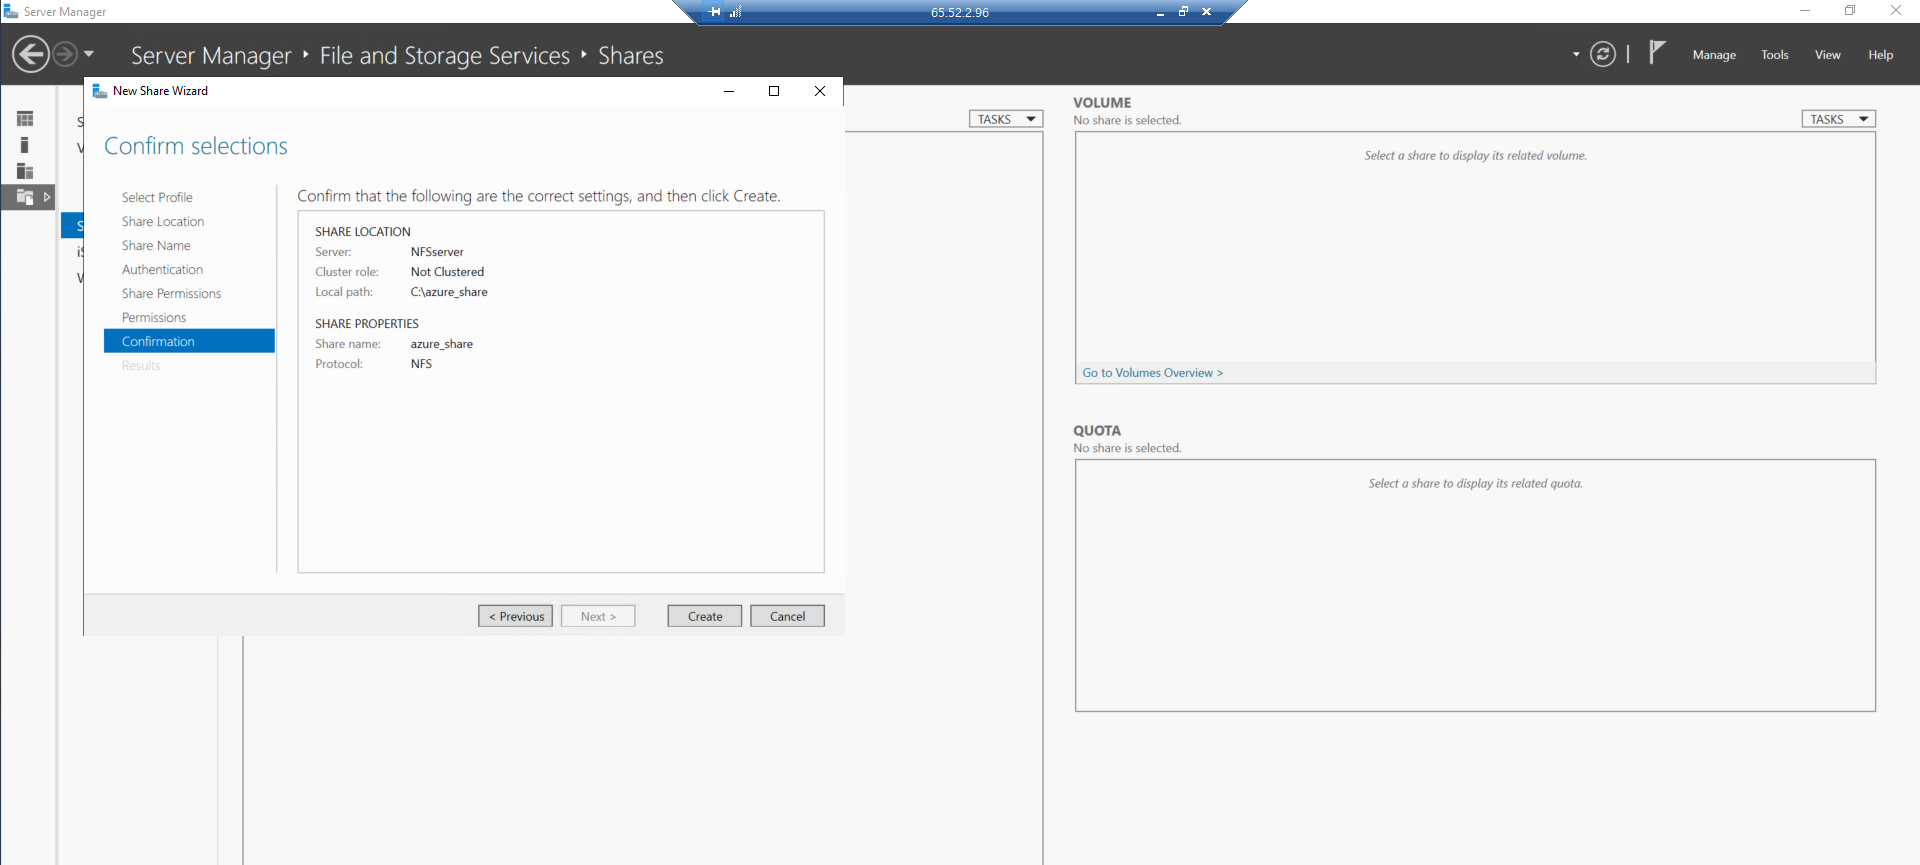 Server Manager
65.52.2.96
Server Manager ‣ File and Storage Services ‣ Shares
Manage Tools View Help
New Share Wizard
Confirm selections
Select Profile
Share Location
Share Name
Authentication
Share Permissions
Permissions
Confirmation
Results
Confirm that the following are the correct settings, and then click Create.
SHARE LOCATION
Server: NFSserver
Cluster role: Not Clustered
Local path: C:\azure_share
SHARE PROPERTIES
Share name: azure_share
Protocol: NFS
< Previous Next > Create Cancel
TASKS
VOLUME
No share is selected.
TASKS
Select a share to display its related volume.
Go to Volumes Overview >
QUOTA
No share is selected.
Select a share to display its related quota.